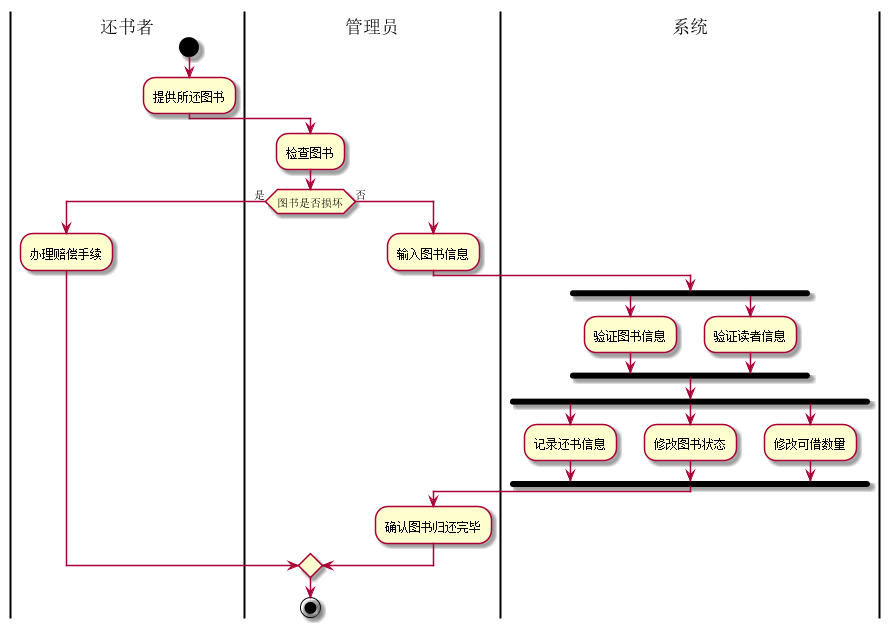 还书者
管理员
系统
提供所还图书
检查图书
是
图书是否损坏
否
办理赔偿手续
输入图书信息
验证图书信息
验证读者信息
记录还书信息
修改图书状态
修改可借数量
确认图书归还完毕